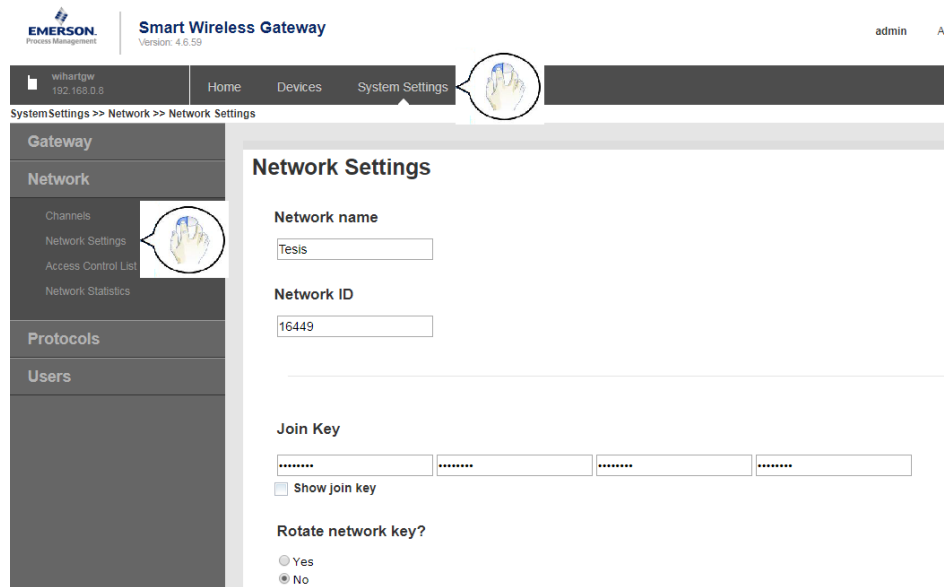 EMERSON.
Process Management
Smart Wireless Gateway
Version: 4.6.59
admin
A
wihartgw
192.168.0.8
Home
Devices
System Settings
SystemSettings >> Network >> Network Settings
Gateway
Network
Channels
Network Settings
Access Control List
Network Statistics
Protocols
Users
Network Settings
Network name
Tesis
Network ID
16449
Join Key
•••••••• •••••••• •••••••• ••••••••
Show join key
Rotate network key?
Yes
No